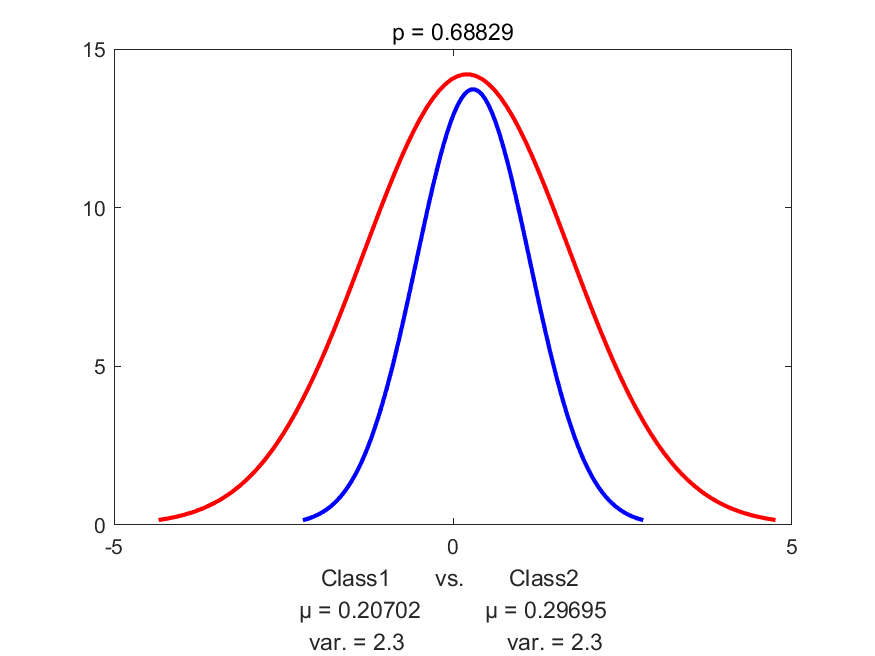 p = 0.68829
15
10
5
0
-5 0 5
Class1 vs. Class2
μ = 0.20702 μ = 0.29695
var. = 2.3 var. = 2.3